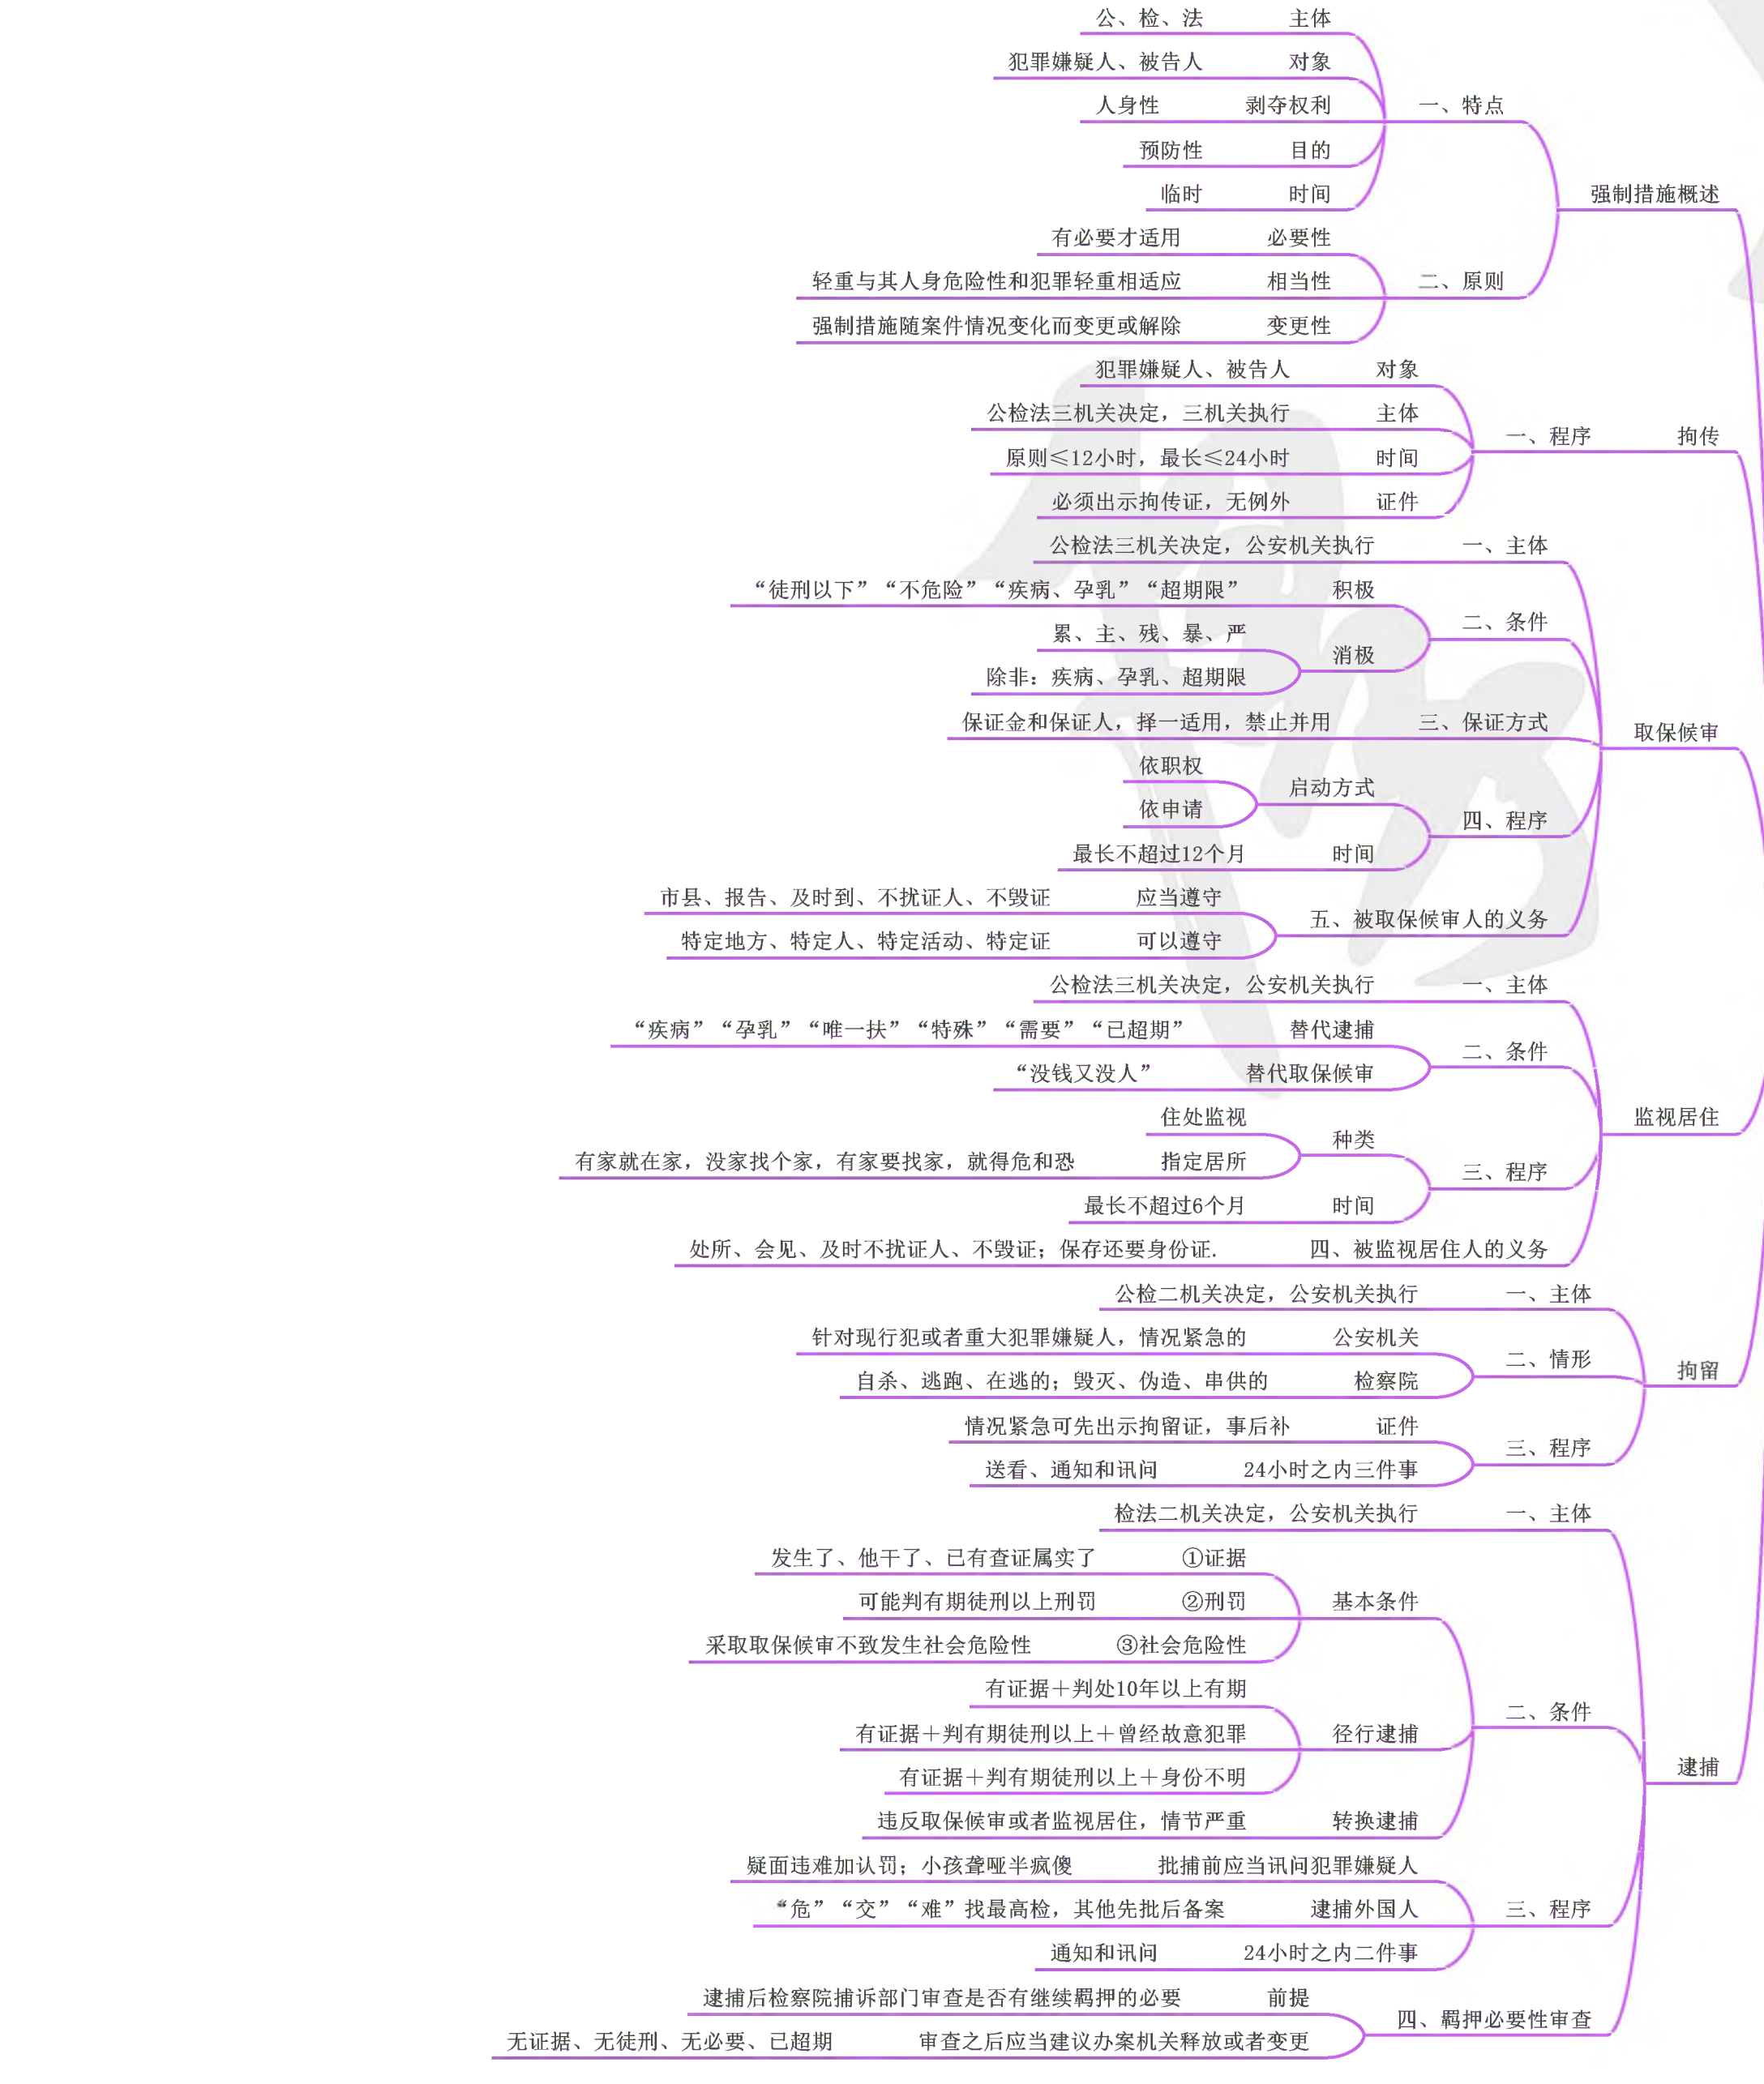 强制措施概述
一、特点
主体 公、检、法
对象 犯罪嫌疑人、被告人
剥夺权利 人身性
目的 预防性
时间 临时
二、原则
必要性 有必要才适用
相当性 轻重与其人身危险性和犯罪轻重相适应
变更性 强制措施随案件情况变化而变更或解除
拘传
一、程序
对象 犯罪嫌疑人、被告人
主体 公检法三机关决定，三机关执行
时间 原则≤12小时，最长≤24小时
证件 必须出示拘传证，无例外
取保候审
一、主体 公检法三机关决定，公安机关执行
二、条件
积极 “徒刑以下”“不危险”“疾病、孕乳”“超期限”
消极
累、主、残、暴、严
除非：疾病、孕乳、超期限
三、保证方式 保证金和保证人，择一适用，禁止并用
四、程序
启动方式
依职权
依申请
时间 最长不超过12个月
五、被取保候审人的义务
应当遵守 市县、报告、及时到、不扰证人、不毁证
可以遵守 特定地方、特定人、特定活动、特定证
监视居住
一、主体 公检法三机关决定，公安机关执行
二、条件
替代逮捕 “疾病”“孕乳”“唯一扶”“特殊”“需要”“已超期”
替代取保候审 “没钱又没人”
三、程序
种类
住处监视
指定居所 有家就在家，没家找个家，有家要找家，就得危和恐
时间 最长不超过6个月
四、被监视居住人的义务 处所、会见、及时不扰证人、不毁证；保存还要身份证.
拘留
一、主体 公检二机关决定，公安机关执行
二、情形
公安机关 针对现行犯或者重大犯罪嫌疑人，情况紧急的
检察院 自杀、逃跑、在逃的；毁灭、伪造、串供的
三、程序
证件 情况紧急可先出示拘留证，事后补
24小时之内三件事 送看、通知和讯问
逮捕
一、主体 检法二机关决定，公安机关执行
二、条件
基本条件
①证据 发生了、他干了、已有查证属实了
②刑罚 可能判有期徒刑以上刑罚
③社会危险性 采取取保候审不致发生社会危险性
径行逮捕
有证据＋判处10年以上有期
有证据＋判有期徒刑以上＋曾经故意犯罪
有证据＋判有期徒刑以上＋身份不明
转换逮捕 违反取保候审或者监视居住，情节严重
三、程序
批捕前应当讯问犯罪嫌疑人 疑面违难加认罚；小孩聋哑半疯傻
逮捕外国人 “危”“交”“难”找最高检，其他先批后备案
24小时之内二件事 通知和讯问
四、羁押必要性审查
前提 逮捕后检察院捕诉部门审查是否有继续羁押的必要
审查之后应当建议办案机关释放或者变更 无证据、无徒刑、无必要、已超期